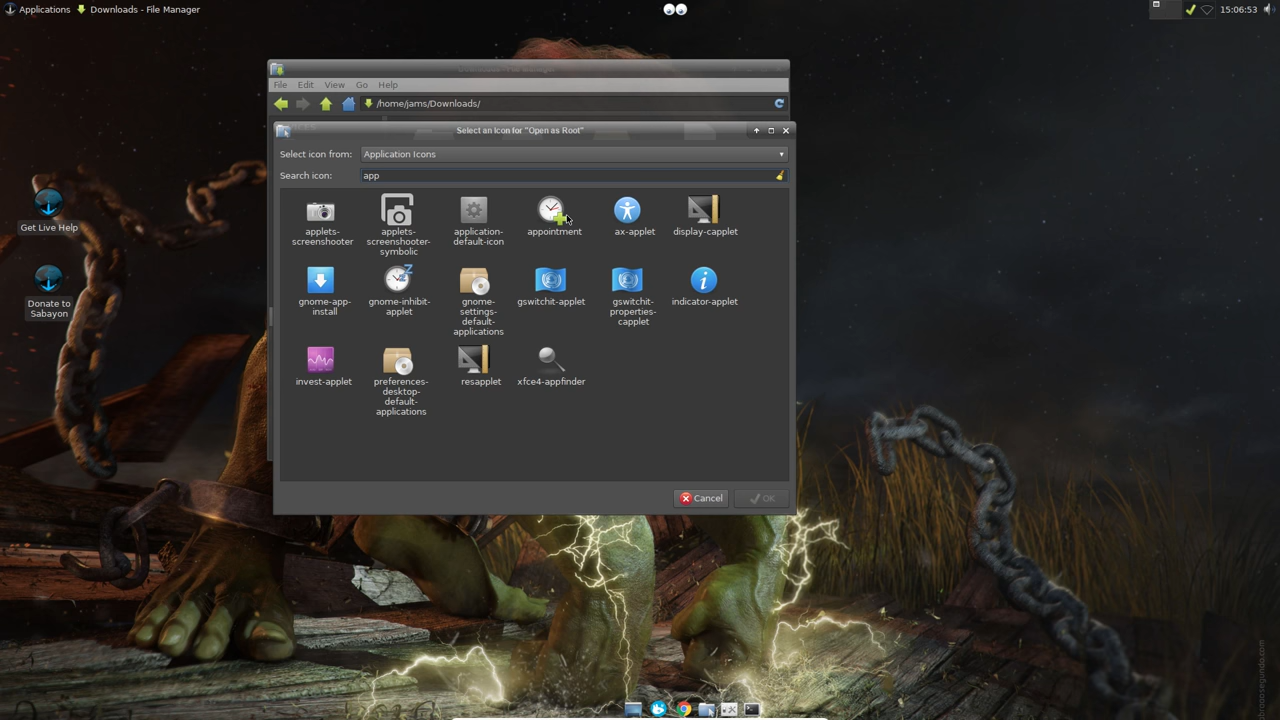 Applications
Downloads - File Manager
15:06:53
File Edit View Go Help
/home/jams/Downloads/
Select an Icon for "Open as Root"
Select icon from:
Application Icons
Search icon:
app
applets-
screenshooter
applets-
screenshooter-
symbolic
application-
default-icon
appointment
ax-applet
display-capplet
gnome-app-
install
gnome-inhibit-
applet
gnome-
settings-
default-
applications
gswitchit-applet
gswitchit-
properties-
capplet
indicator-applet
invest-applet
preferences-
desktop-
default-
applications
resapplet
xfce4-appfinder
Cancel
OK
Get Live Help
Donate to
Sabayon